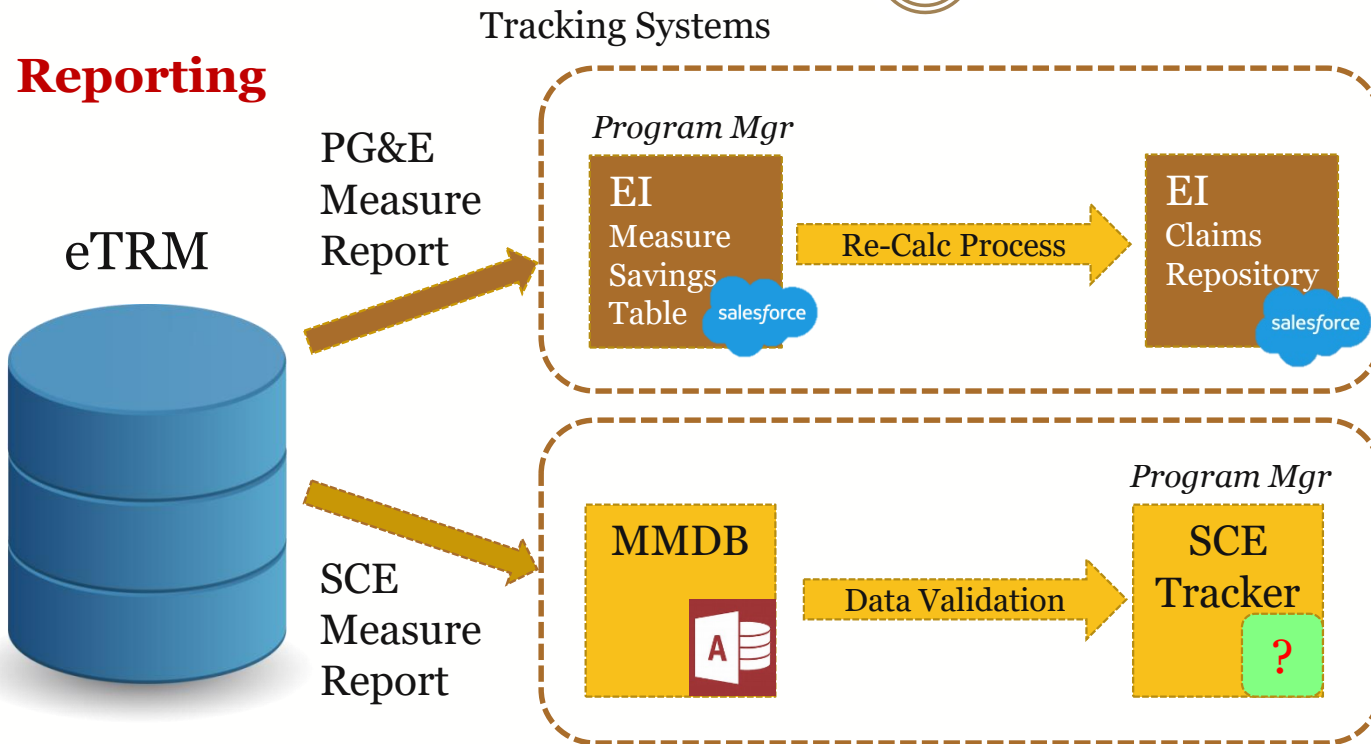 Tracking Systems
Reporting
eTRM
PG&E
Measure
Report
Program Mgr
EI
Measure
Savings
Table
salesforce
Re-Calc Process
EI
Claims
Repository
salesforce
SCE
Measure
Report
MMDB
A
Data Validation
Program Mgr
SCE
Tracker
?